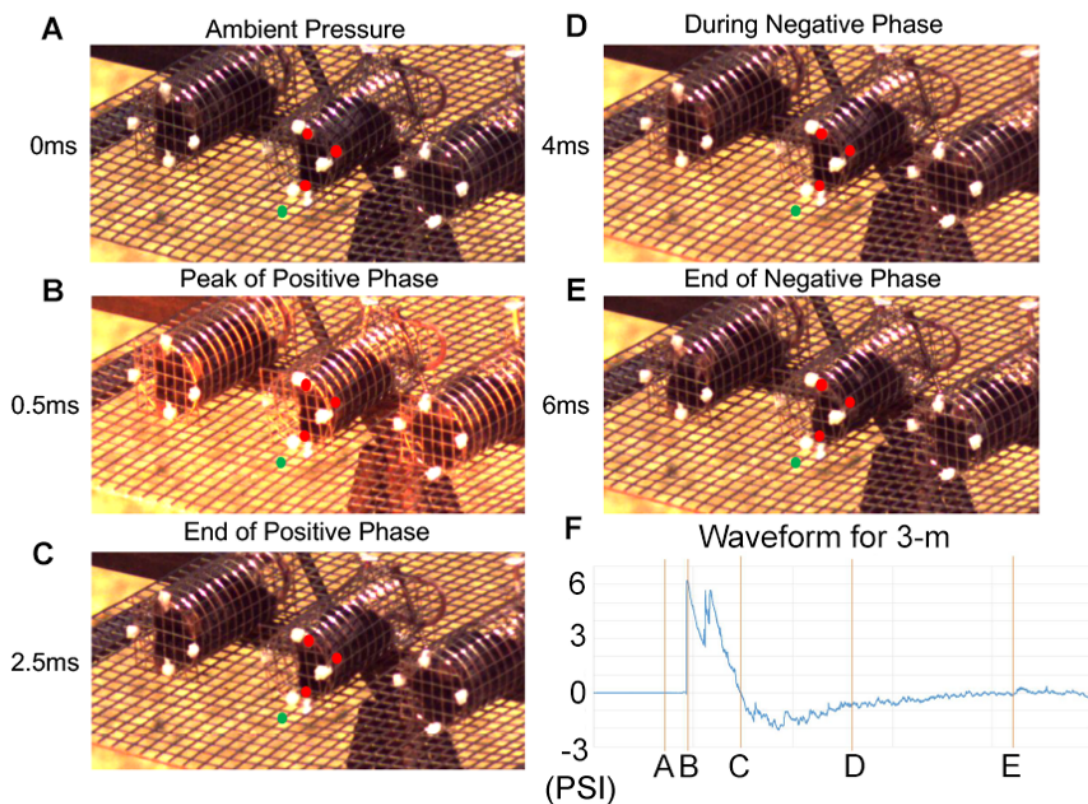 A
Ambient Pressure
0ms
B
Peak of Positive Phase
0.5ms
C
End of Positive Phase
2.5ms
D
During Negative Phase
4ms
E
End of Negative Phase
6ms
F
Waveform for 3-m
6
3
0
-3
(PSI)
A B C D E